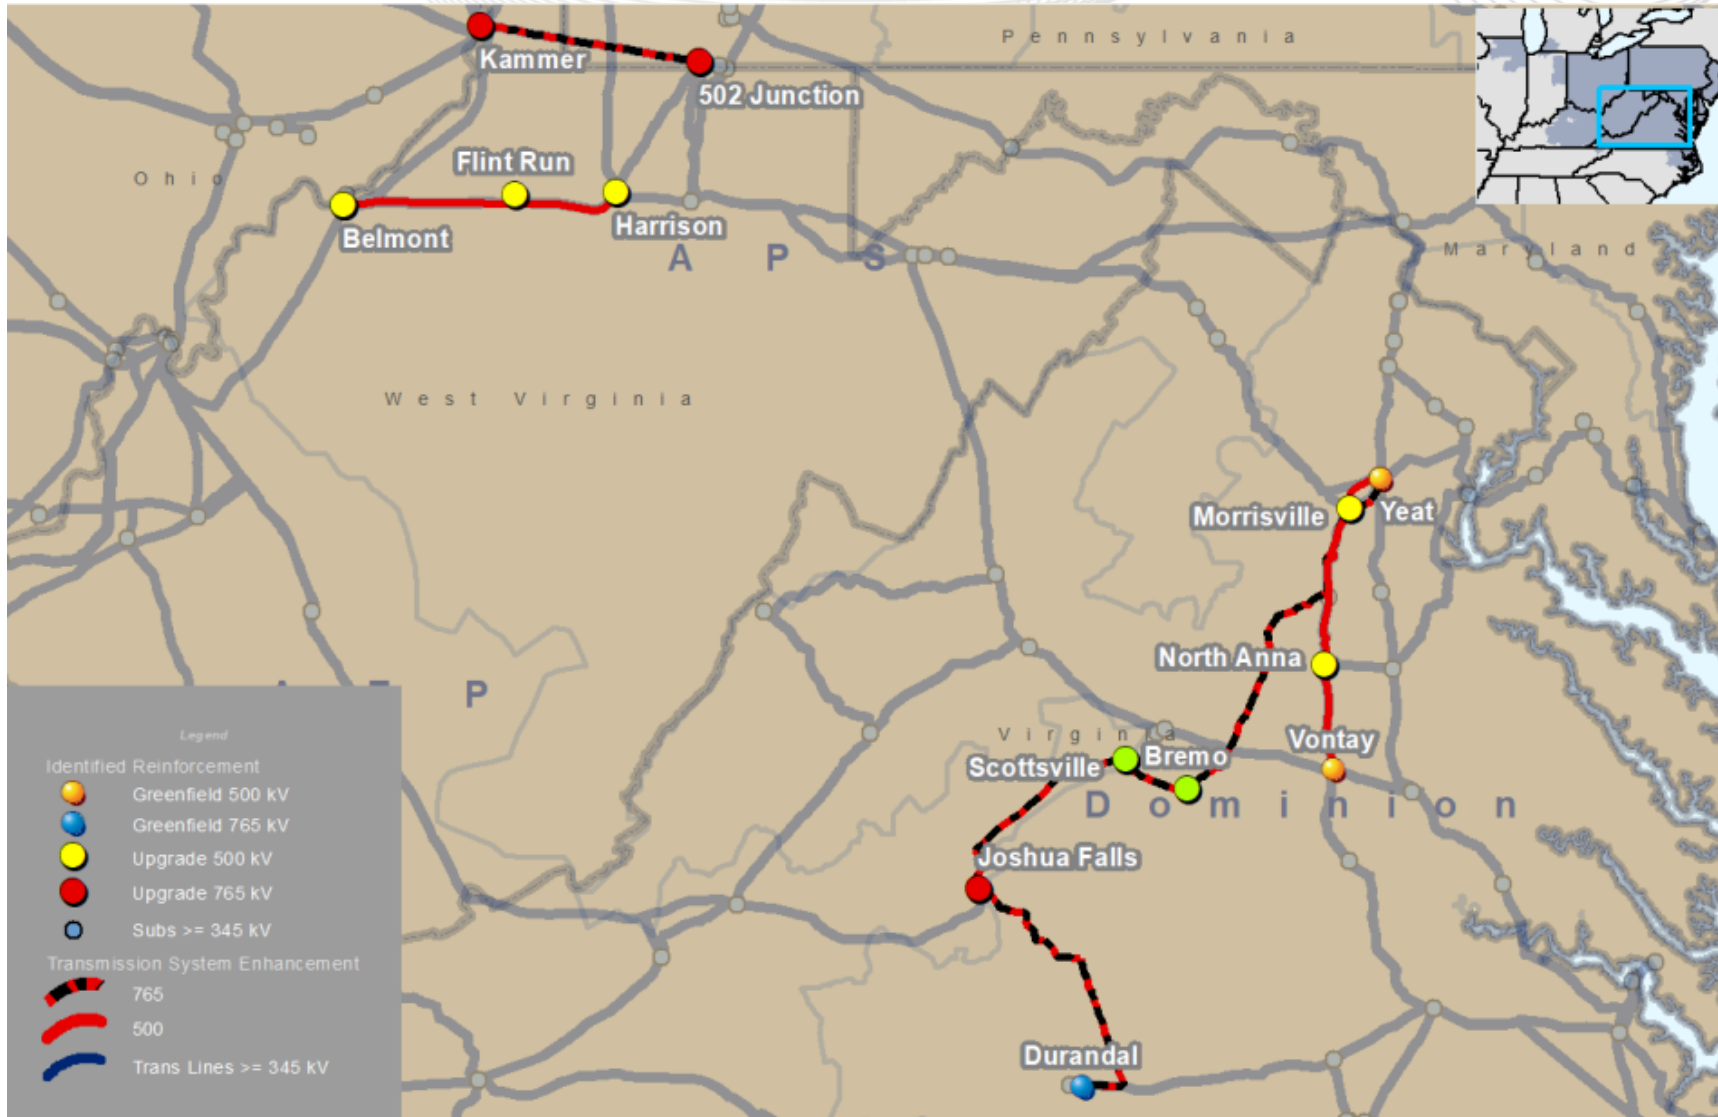 Pennsylvania
Kammer
502 Junction
Ohio
Flint Run
Belmont
Harrison
APS
Maryland
West Virginia
Morrisville
Yeat
North Anna
Virginia
Vontay
Scottsville
Bremo
Dominion
Joshua Falls
Durandal
P
Legend
Identified Reinforcement
Greenfield 500 kV
Greenfield 765 kV
Upgrade 500 kV
Upgrade 765 kV
Subs >= 345 kV
Transmission System Enhancement
765
500
Trans Lines >= 345 kV